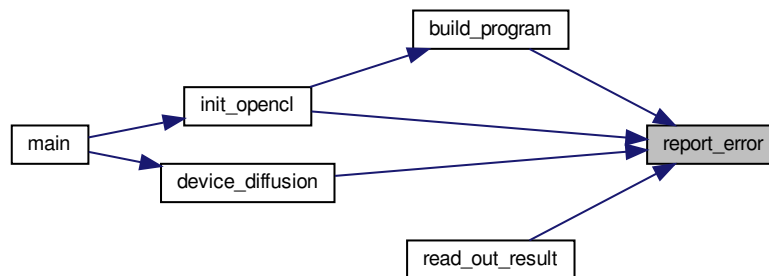 build_program
init_opencl
main
report_error
device_diffusion
read_out_result